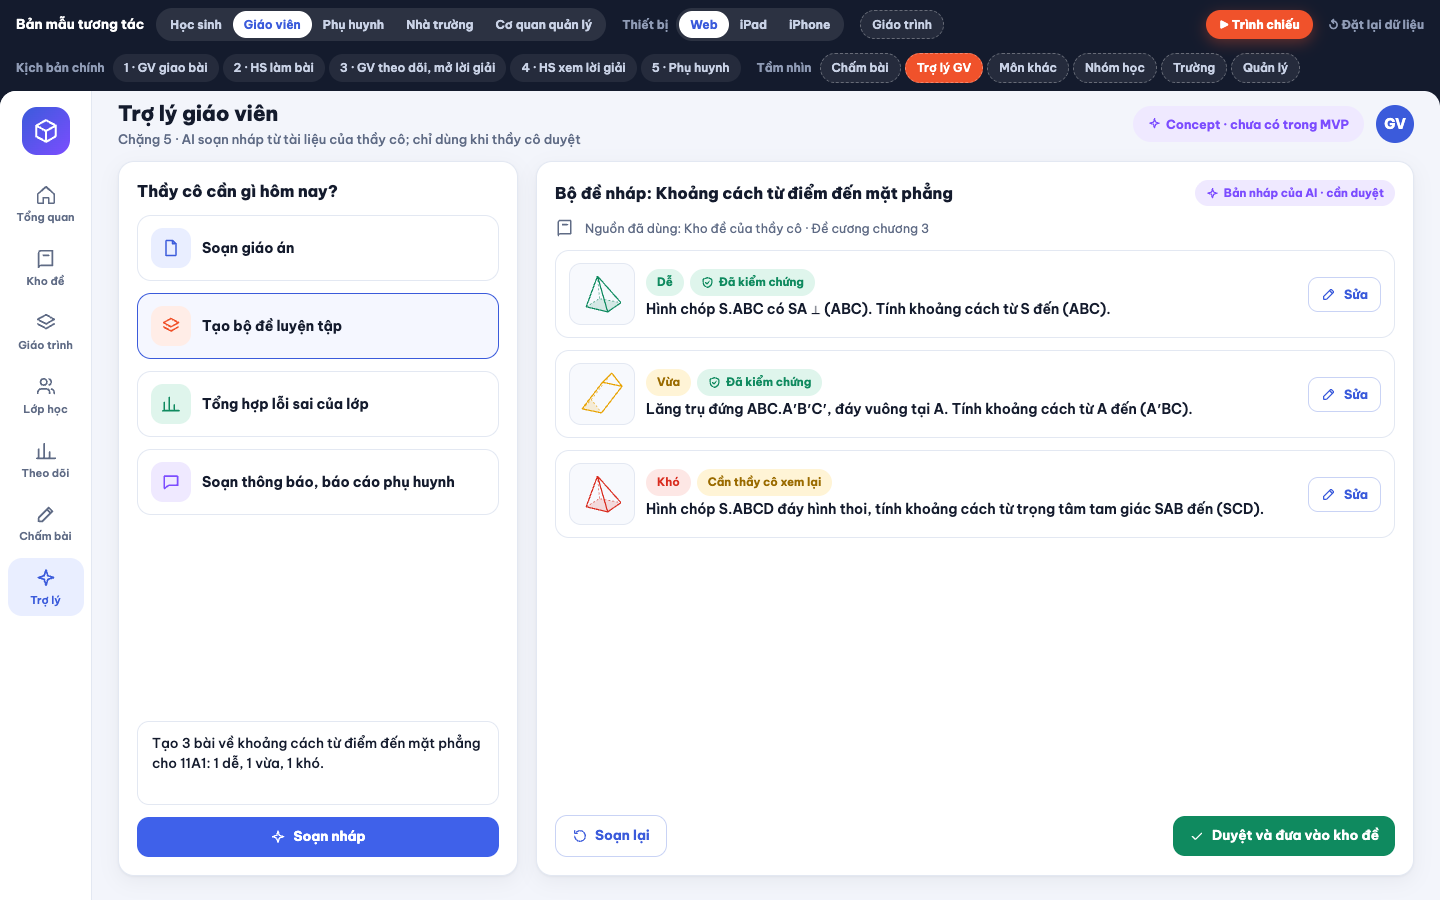 Bản mẫu tương tác
Học sinh
Giáo viên
Phụ huynh
Nhà trường
Cơ quan quản lý
Thiết bị
Web
iPad
iPhone
Giáo trình
Trình chiếu
Đặt lại dữ liệu
Kịch bản chính
1 · GV giao bài
2 · HS làm bài
3 · GV theo dõi, mở lời giải
4 · HS xem lời giải
5 · Phụ huynh
Tầm nhìn
Chấm bài
Trợ lý GV
Môn khác
Nhóm học
Trường
Quản lý
Tổng quan
Kho đề
Giáo trình
Lớp học
Theo dõi
Chấm bài
Trợ lý
Trợ lý giáo viên
Chặng 5 · AI soạn nháp từ tài liệu của thầy cô; chỉ dùng khi thầy cô duyệt
Concept · chưa có trong MVP
GV
Thầy cô cần gì hôm nay?
Soạn giáo án
Tạo bộ đề luyện tập
Tổng hợp lỗi sai của lớp
Soạn thông báo, báo cáo phụ huynh
Tạo 3 bài về khoảng cách từ điểm đến mặt phẳng
cho 11A1: 1 dễ, 1 vừa, 1 khó.
Soạn nháp
Bộ đề nháp: Khoảng cách từ điểm đến mặt phẳng
Bản nháp của AI · cần duyệt
Nguồn đã dùng: Kho đề của thầy cô · Đề cương chương 3
Dễ
Đã kiểm chứng
Hình chóp S.ABC có SA ⊥ (ABC). Tính khoảng cách từ S đến (ABC).
Sửa
Vừa
Đã kiểm chứng
Lăng trụ đứng ABC.A′B′C′, đáy vuông tại A. Tính khoảng cách từ A đến (A′BC).
Sửa
Khó
Cần thầy cô xem lại
Hình chóp S.ABCD đáy hình thoi, tính khoảng cách từ trọng tâm tam giác SAB đến (SCD).
Sửa
Soạn lại
Duyệt và đưa vào kho đề